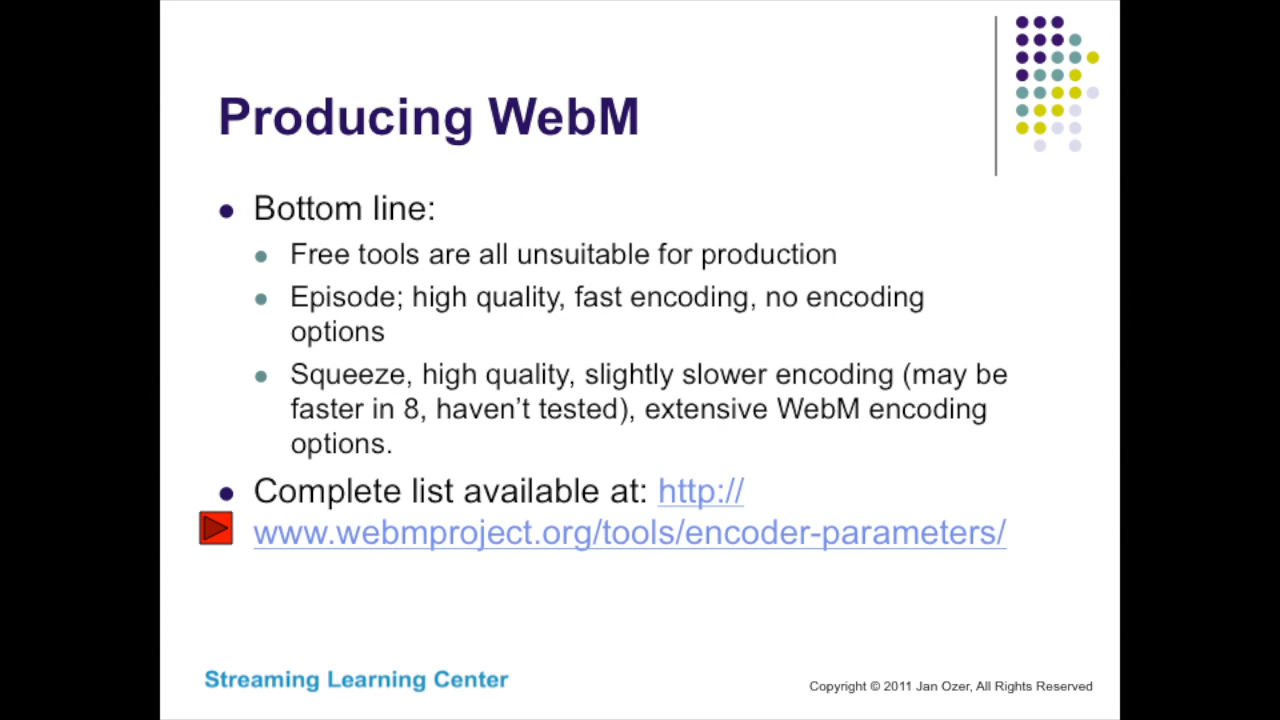 Producing WebM
Bottom line:
Free tools are all unsuitable for production
Episode; high quality, fast encoding, no encoding
options
Squeeze, high quality, slightly slower encoding (may be
faster in 8, haven’t tested), extensive WebM encoding
options.
Complete list available at: http://
www.webmproject.org/tools/encoder-parameters/
Streaming Learning Center
Copyright © 2011 Jan Ozer, All Rights Reserved